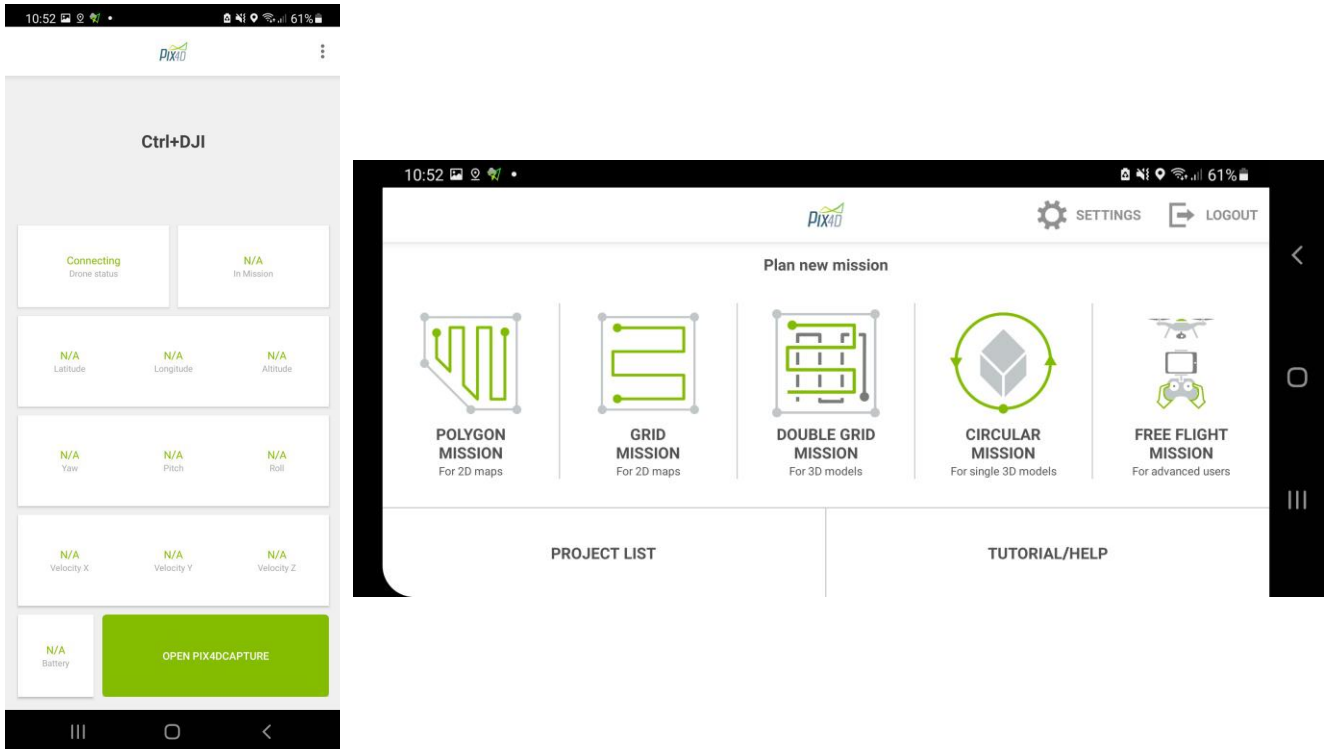 10:52
61%
PIX4D
Ctrl+DJI
Connecting
Drone status
N/A
In Mission
N/A
Latitude
N/A
Longitude
N/A
Altitude
N/A
Yaw
N/A
Pitch
N/A
Roll
N/A
Velocity X
N/A
Velocity Y
N/A
Velocity Z
N/A
Battery
OPEN PIX4DCAPTURE
10:52
61%
PIX4D
SETTINGS
LOGOUT
Plan new mission
POLYGON
MISSION
For 2D maps
GRID
MISSION
For 2D maps
DOUBLE GRID
MISSION
For 3D models
CIRCULAR
MISSION
For single 3D models
FREE FLIGHT
MISSION
For advanced users
PROJECT LIST
TUTORIAL/HELP